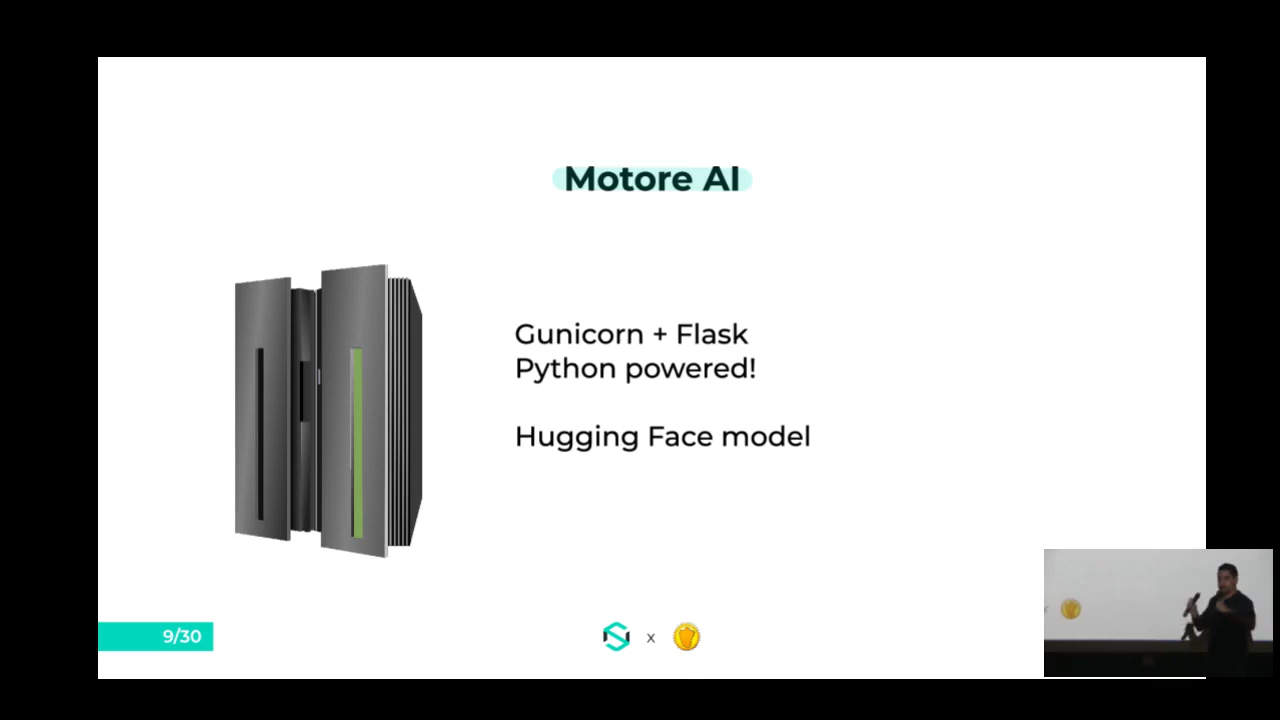 Motore AI
Gunicorn + Flask
Python powered!
Hugging Face model
9/30
x